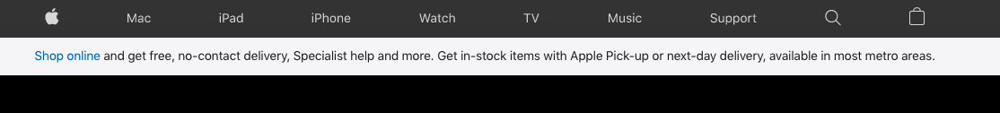 Mac iPad iPhone Watch TV Music Support
Shop online and get free, no-contact delivery, Specialist help and more. Get in-stock items with Apple Pick-up or next-day delivery, available in most metro areas.